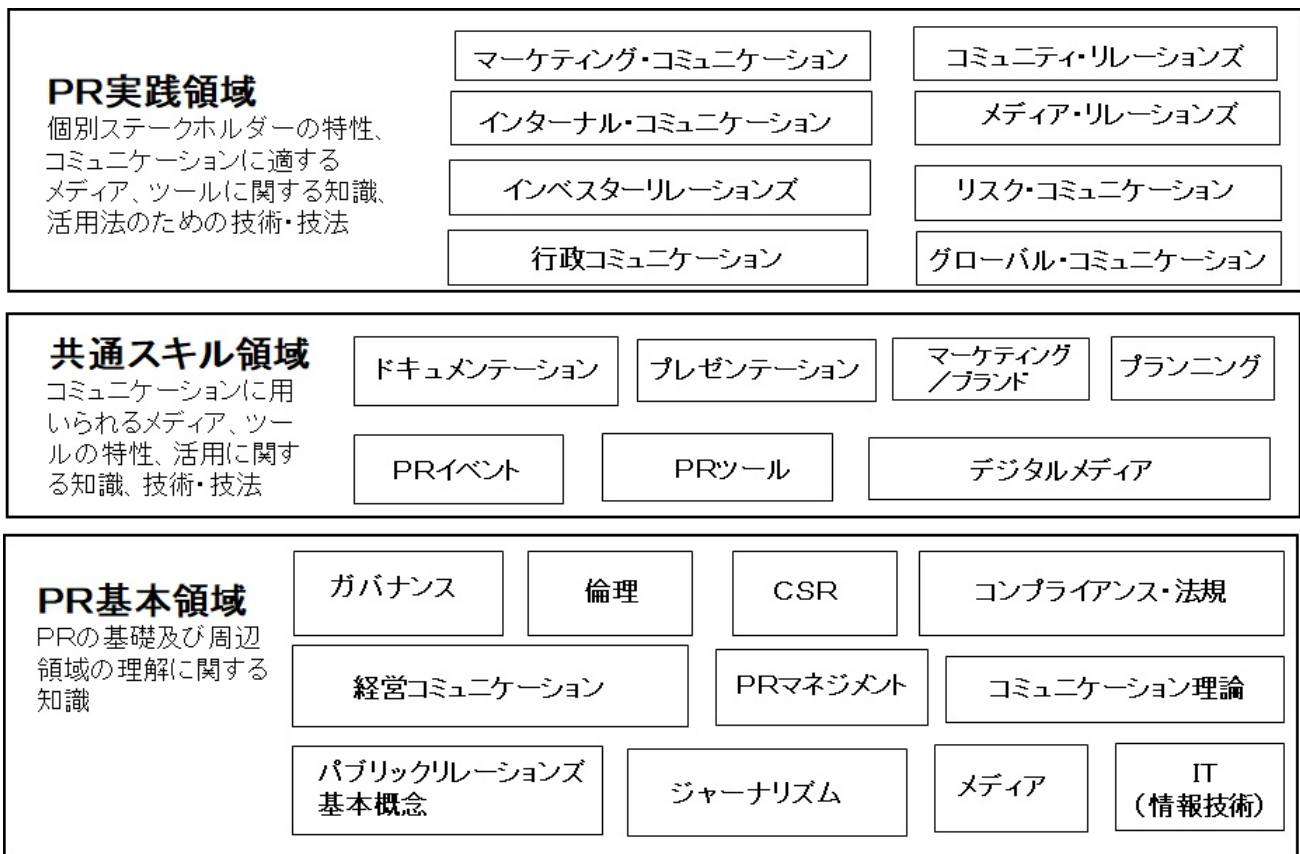 PR実践領域
個別ステークホルダーの特性、
コミュニケーションに適する
メディア、ツールに関する知識、
活用法のための技術・技法
マーケティング・コミュニケーション
コミュニティ・リレーションズ
インターナル・コミュニケーション
メディア・リレーションズ
インベスターリレーションズ
リスク・コミュニケーション
行政コミュニケーション
グローバル・コミュニケーション
共通スキル領域
コミュニケーションに用
いられるメディア、ツー
ルの特性、活用に関す
る知識、技術・技法
ドキュメンテーション
プレゼンテーション
マーケティング
／ブランド
プランニング
PRイベント
PRツール
デジタルメディア
PR基本領域
PRの基礎及び周辺
領域の理解に関する
知識
ガバナンス
倫理
CSR
コンプライアンス・法規
経営コミュニケーション
PRマネジメント
コミュニケーション理論
パブリックリレーションズ
基本概念
ジャーナリズム
メディア
IT
（情報技術）